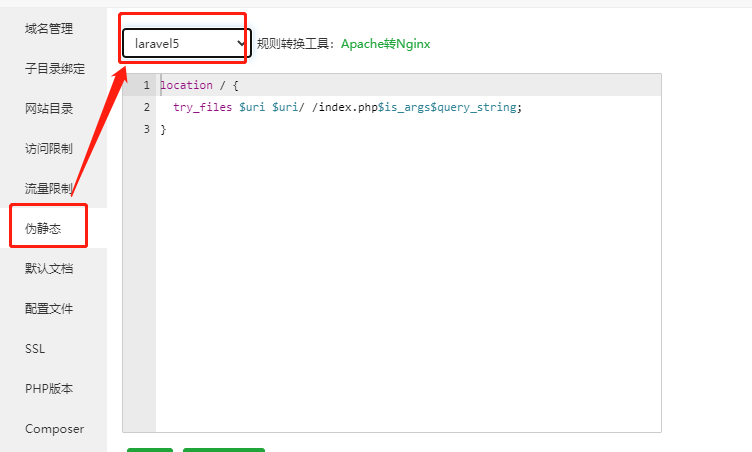 域名管理
子目录绑定
网站目录
访问限制
流量限制
伪静态
默认文档
配置文件
SSL
PHP版本
Composer
laravel5 规则转换工具：Apache转Nginx
1 location / {
2 try_files $uri $uri/ /index.php$is_args$query_string;
3 }